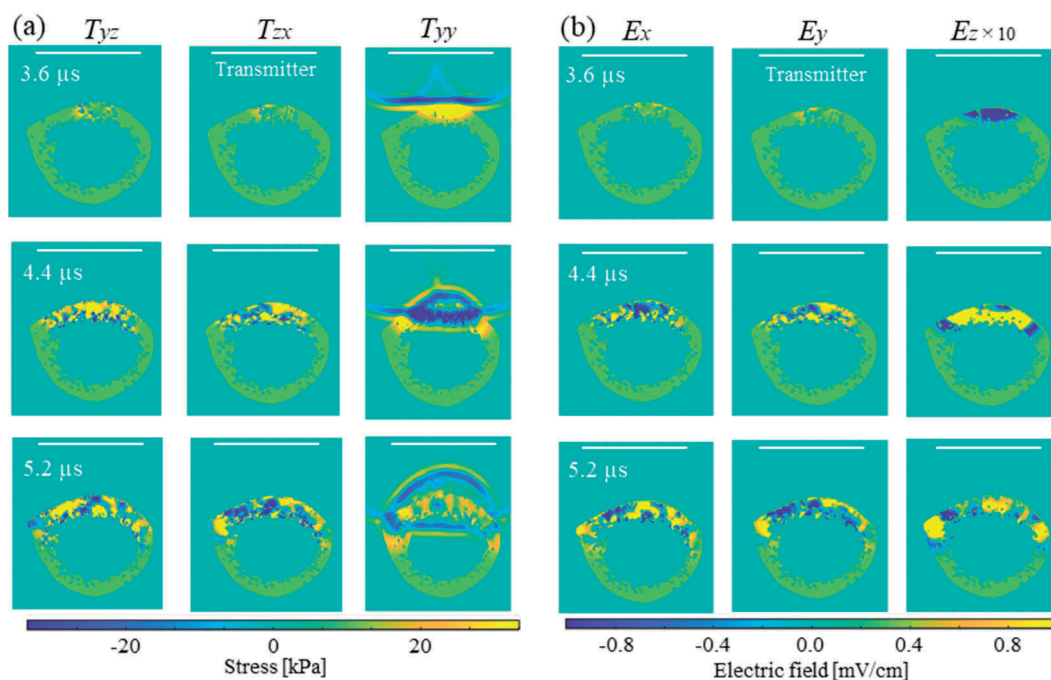 (a) Tyz Tzx Tyy (b) Ex Ey Ez × 10
3.6 µs Transmitter 3.6 µs Transmitter
4.4 µs 4.4 µs
5.2 µs 5.2 µs
-20 0 20 -0.8 -0.4 0.0 0.4 0.8
Stress [kPa] Electric field [mV/cm]